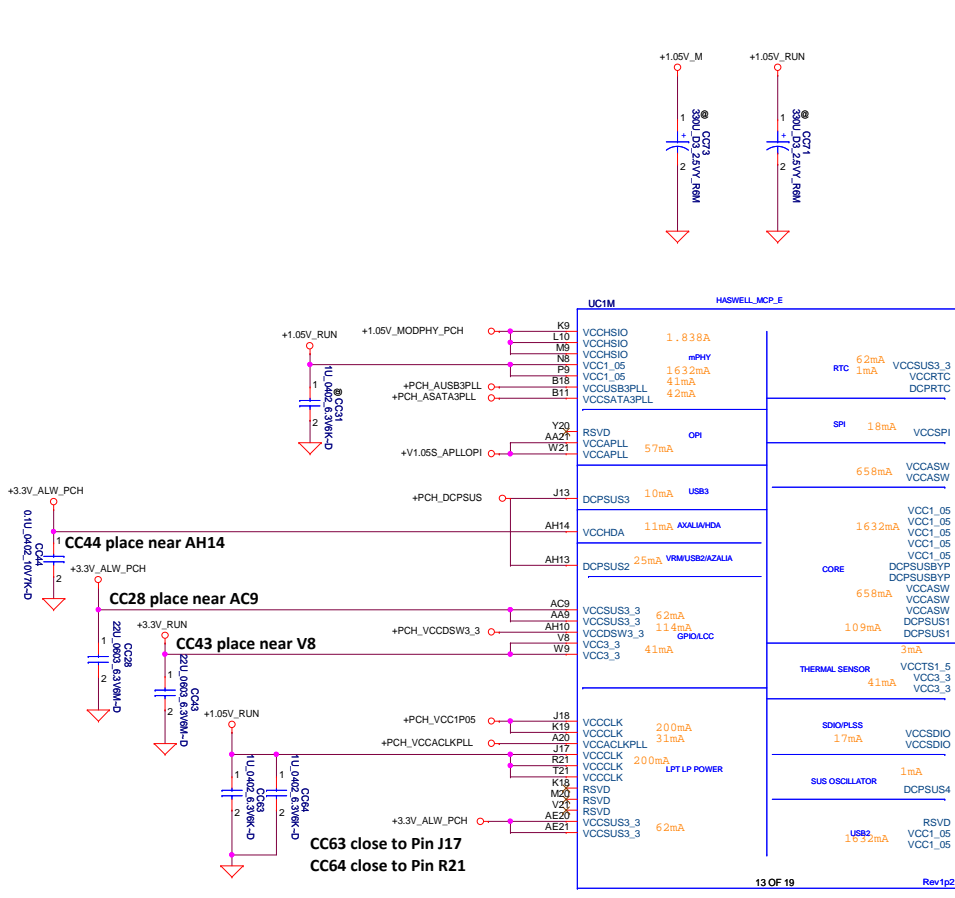 +1.05V_M
+1.05V_RUN
1
@
CC73
330U_D3_2.5VY_R6M
+
2
1
@
CC71
330U_D3_2.5VY_R6M
+
2
UC1M
HASWELL_MCP_E
+1.05V_RUN
+1.05V_MODPHY_PCH
K9 VCCHSIO 1.838A
L10 VCCHSIO
M9 VCCHSIO mPHY
N8 VCC1_05 1632mA
P9 VCC1_05
+PCH_AUSB3PLL B18 VCCUSB3PLL 41mA
+PCH_ASATA3PLL B11 VCCSATA3PLL 42mA
1
@ CC31
1U_0402_6.3V6K~D
2
RTC 62mA VCCSUS3_3
1mA VCCRTC
DCPRTC
Y20 RSVD OPI
AA21 VCCAPLL
+V1.05S_APLLOPI W21 VCCAPLL 57mA
SPI 18mA VCCSPI
658mA VCCASW
VCCASW
+PCH_DCPSUS J13 DCPSUS3 10mA USB3
+3.3V_ALW_PCH
AH14 VCCHDA 11mA AXALIA/HDA
1
CC44
0.1U_0402_10V7K~D
2
CC44 place near AH14
AH13 DCPSUS2 25mA VRM/USB2/AZALIA
VCC1_05
VCC1_05
1632mA VCC1_05
VCC1_05
VCC1_05
CORE DCPSUSBYP
DCPSUSBYP
658mA VCCASW
VCCASW
VCCASW
DCPSUS1
109mA DCPSUS1
+3.3V_ALW_PCH
CC28 place near AC9
AC9 VCCSUS3_3 62mA
AA9 VCCSUS3_3
+PCH_VCCDSW3_3 AH10 VCCDSW3_3 114mA
V8 VCC3_3 GPIO/LCC
W9 VCC3_3 41mA
1
CC28
22U_0603_6.3V6M~D
2
+3.3V_RUN
CC43 place near V8
1
CC43
22U_0603_6.3V6M~D
2
3mA
THERMAL SENSOR VCCTS1_5
41mA VCC3_3
VCC3_3
+1.05V_RUN
+PCH_VCC1P05 J18 VCCCLK 200mA
K19 VCCCLK
+PCH_VCCACLKPLL A20 VCCACLKPLL 31mA
J17 VCCCLK
R21 VCCCLK 200mA
T21 VCCCLK LPT LP POWER
K18 RSVD
M20 RSVD
V21 RSVD
+3.3V_ALW_PCH AE20 VCCSUS3_3
AE21 VCCSUS3_3 62mA
1
CC63
1U_0402_6.3V6K~D
2
1
CC64
1U_0402_6.3V6K~D
2
SDIO/PLSS
17mA VCCSDIO
VCCSDIO
SUS OSCILLATOR 1mA
DCPSUS4
RSVD
USB2 VCC1_05
1632mA VCC1_05
CC63 close to Pin J17
CC64 close to Pin R21
13 OF 19
Rev1p2